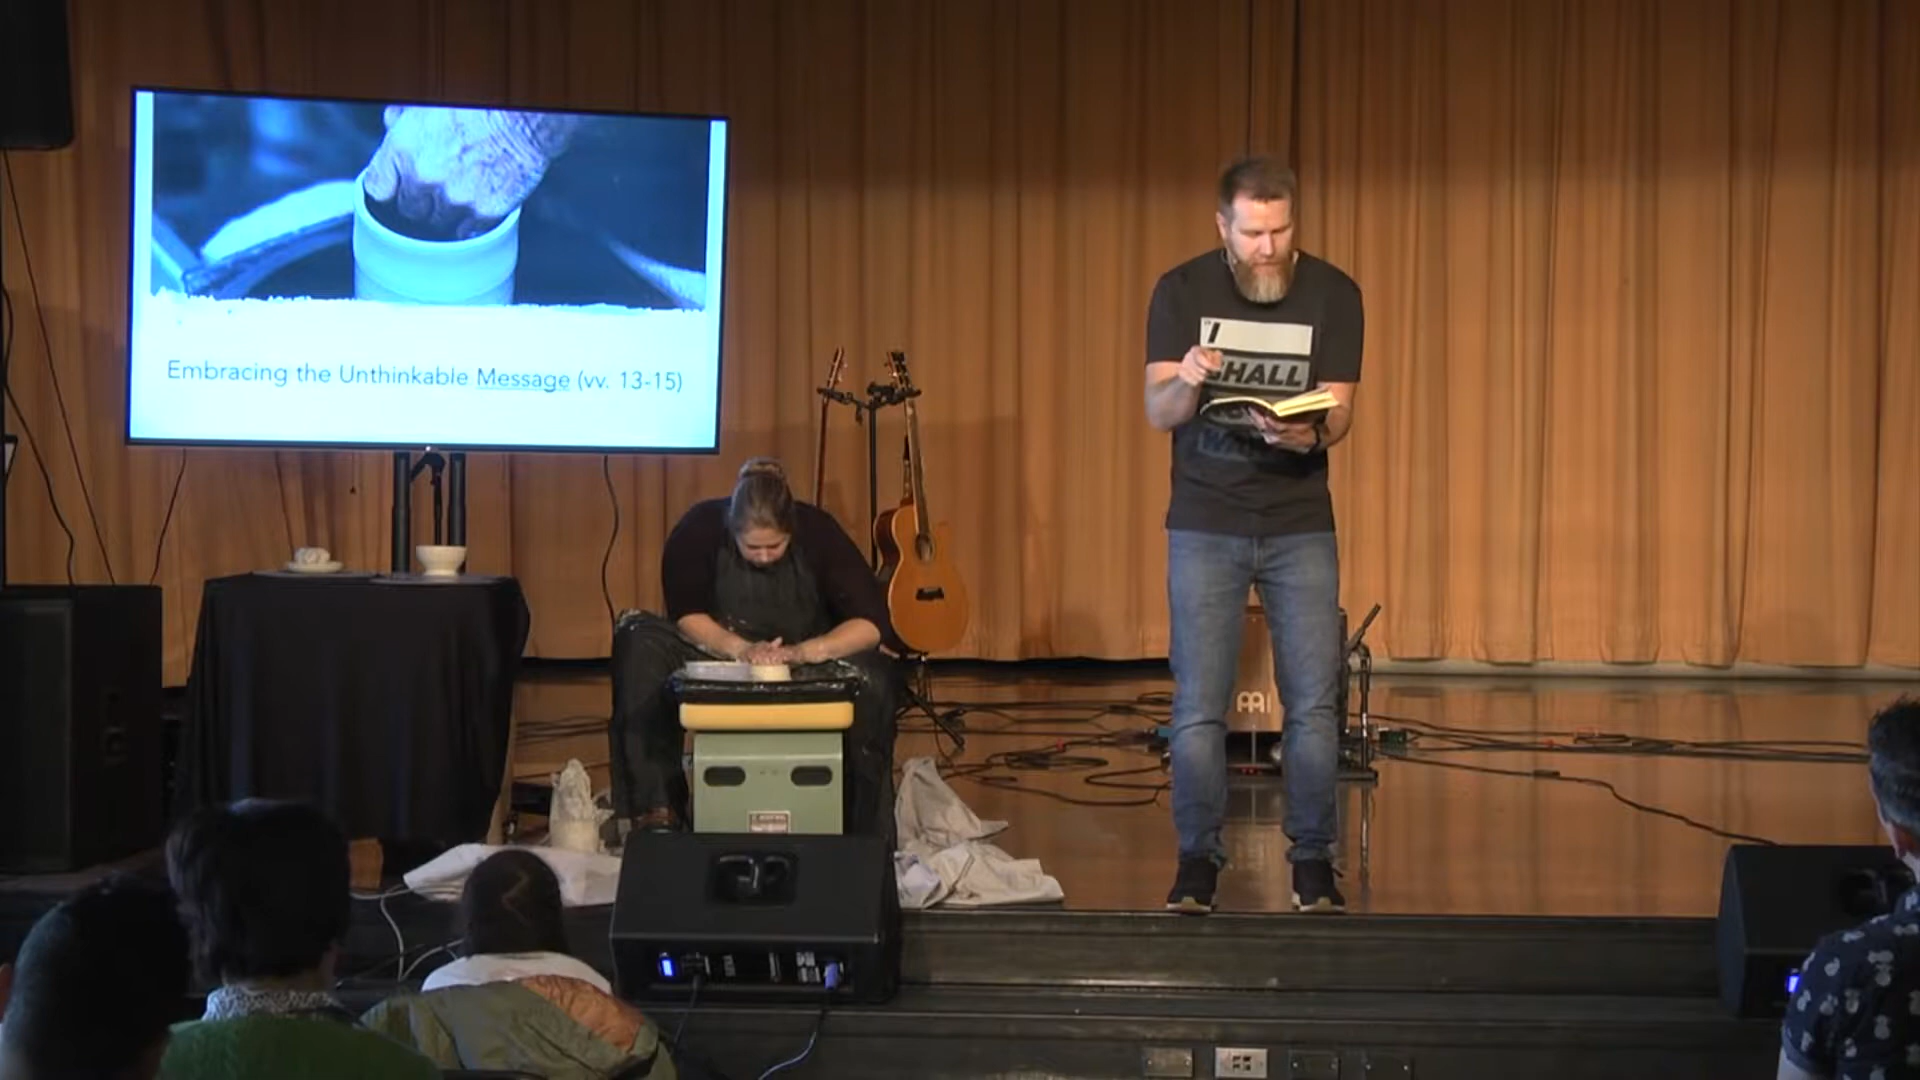 Embracing the Unthinkable Message (vv. 13-15)
I
SHALL